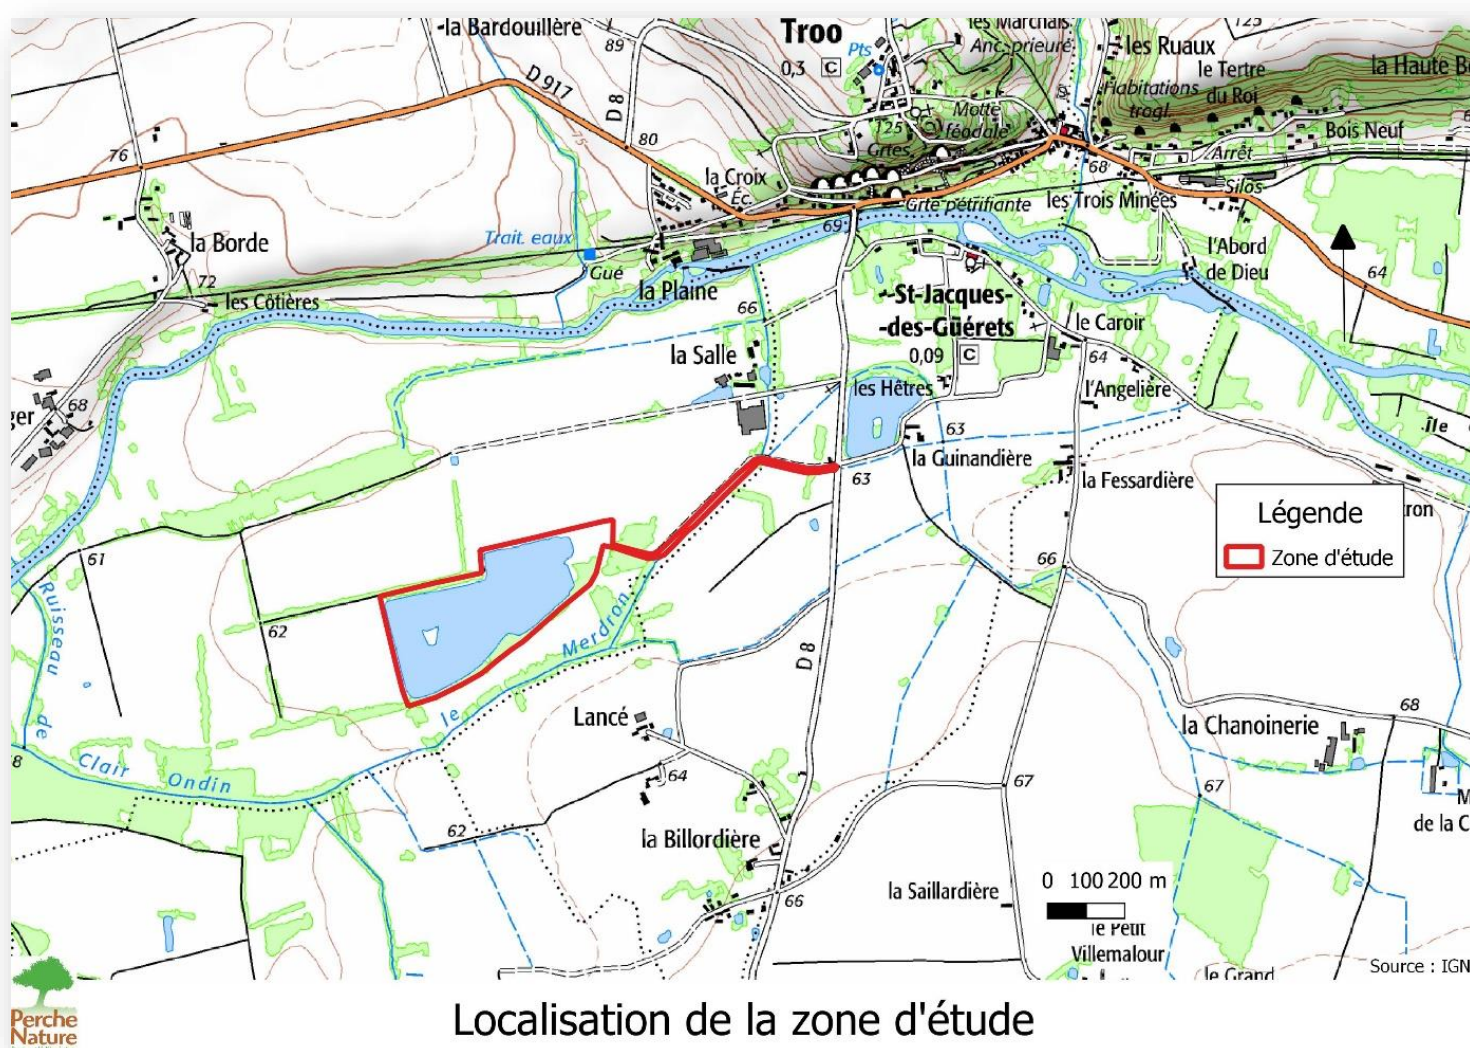 la Bardouillère
89
Troo
0,3 C
Pts
les Marchais
Anc. prieuré
les Ruaux
125
la Haute
le Tertre
du Roi
Habitations
trogl.
D 917
D 8
Motte
féodale
125
Grtes
Bois Neuf
76
80
75
68
Arrêt
Silos
la Croix
Éc.
Grte pétrifiante
les Trois Minées
69
la Borde
Trait. eaux
Gué
l'Abord
de Dieu
64
72
les Côtières
la Plaine
66
St-Jacques-
-des-Güérets
0,09 C
le Caroir
64
la Salle
les Hêtres
l'Angelière
68
île
63
la Guinandière
63
la Fessardière
Légende
Zone d'étude
61
66
Ruisseau de
62
Merdron
le
D 8
Lancé
68
la Chanoinerie
Clair Ondin
64
67
67
62
la Billordière
de la C
0 100 200 m
la Saillardière
66
le Petit
Villemalour
le Grand
Source : IGN
Perche
Nature
Localisation de la zone d'étude